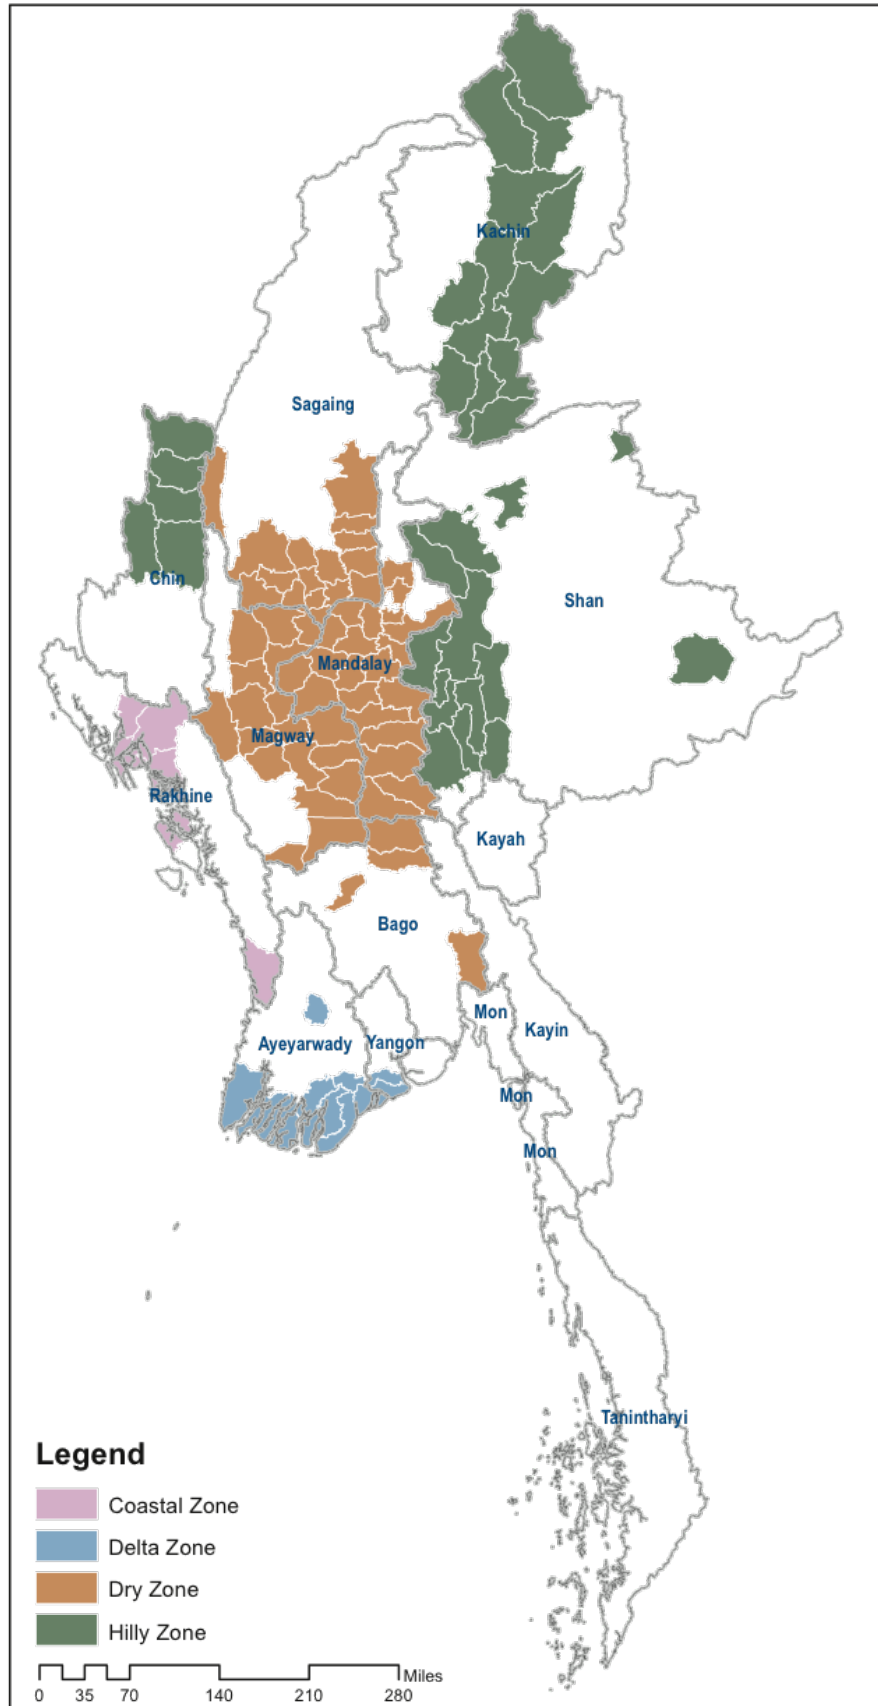 Kachin
Sagaing
Chin
Shan
Mandalay
Magway
Rakhine
Kayah
Bago
Mon
Kayin
Ayeyarwady
Yangon
Mon
Mon
Tanintharyi
Legend
Coastal Zone
Delta Zone
Dry Zone
Hilly Zone
Miles
0 35 70 140 210 280